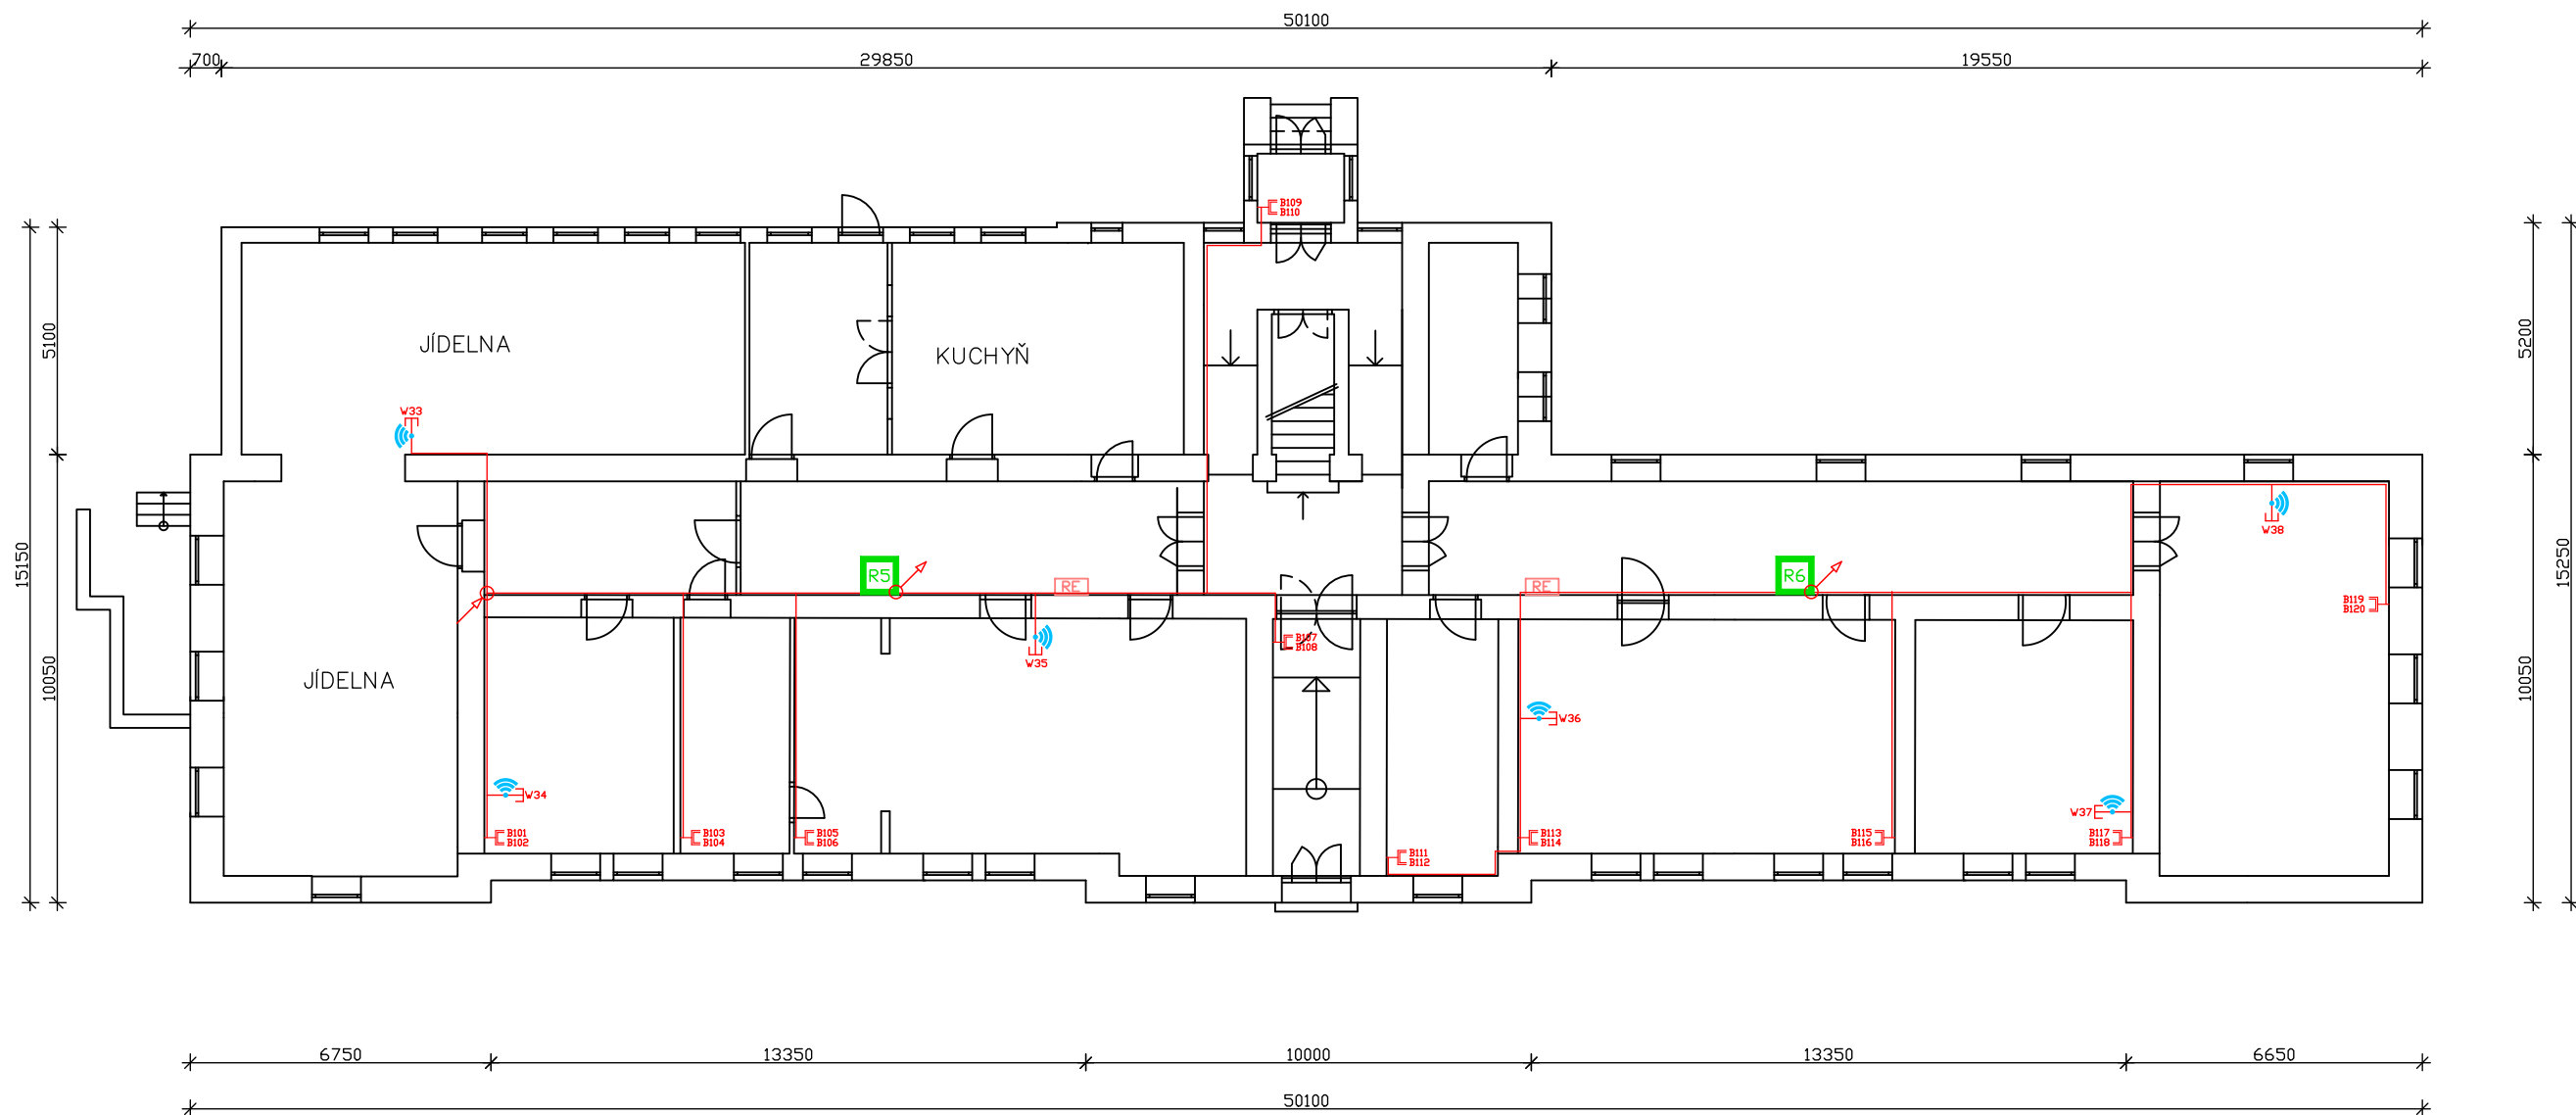 50100
700
29850
19550
B109
B110
5100
5200
JÍDELNA
KUCHYŇ
W33
W38
15150
15250
R5
RE
RE
R6
B119
B120
B107
B108
W35
10050
10050
JÍDELNA
W36
W34
W37
B101
B102
B103
B104
B105
B106
B111
B112
B113
B114
B115
B116
B117
B118
6750
13350
10000
13350
6650
50100